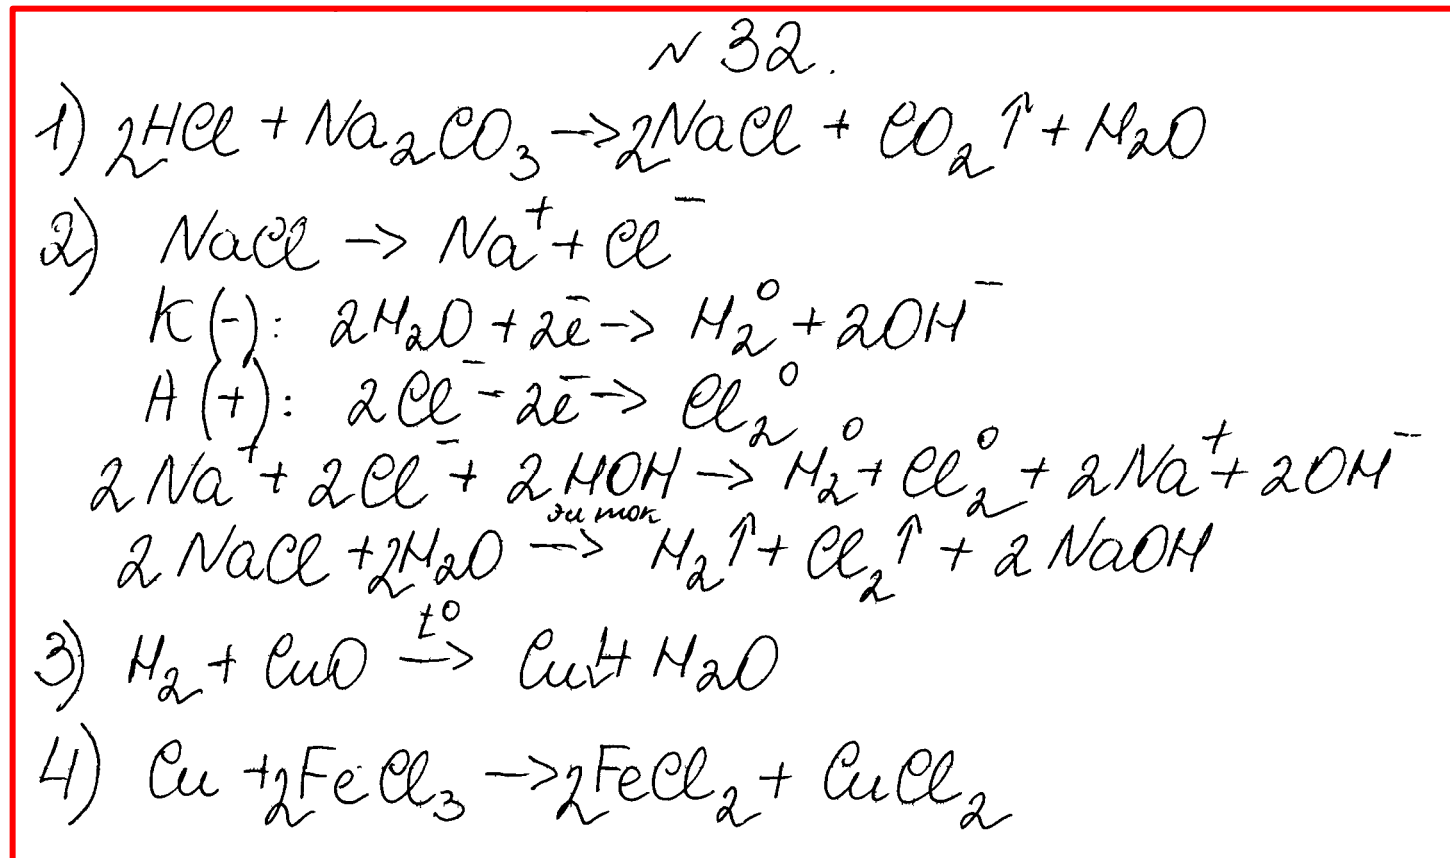 № 32.
1) 2HCl + Na₂CO₃ → 2NaCl + CO₂↑ + H₂O
2) NaCl → Na⁺ + Cl⁻
K(-): 2H₂O + 2ē → H₂⁰ + 2OH⁻
A(+): 2Cl⁻ - 2ē → Cl₂⁰
2Na⁺ + 2Cl⁻ + 2HOH → H₂⁰ + Cl₂⁰ + 2Na⁺ + 2OH⁻
эл ток
2NaCl + 2H₂O → H₂↑ + Cl₂↑ + 2NaOH
t⁰
3) H₂ + CuO → Cu↓ + H₂O
4) Cu + 2FeCl₃ → 2FeCl₂ + CuCl₂